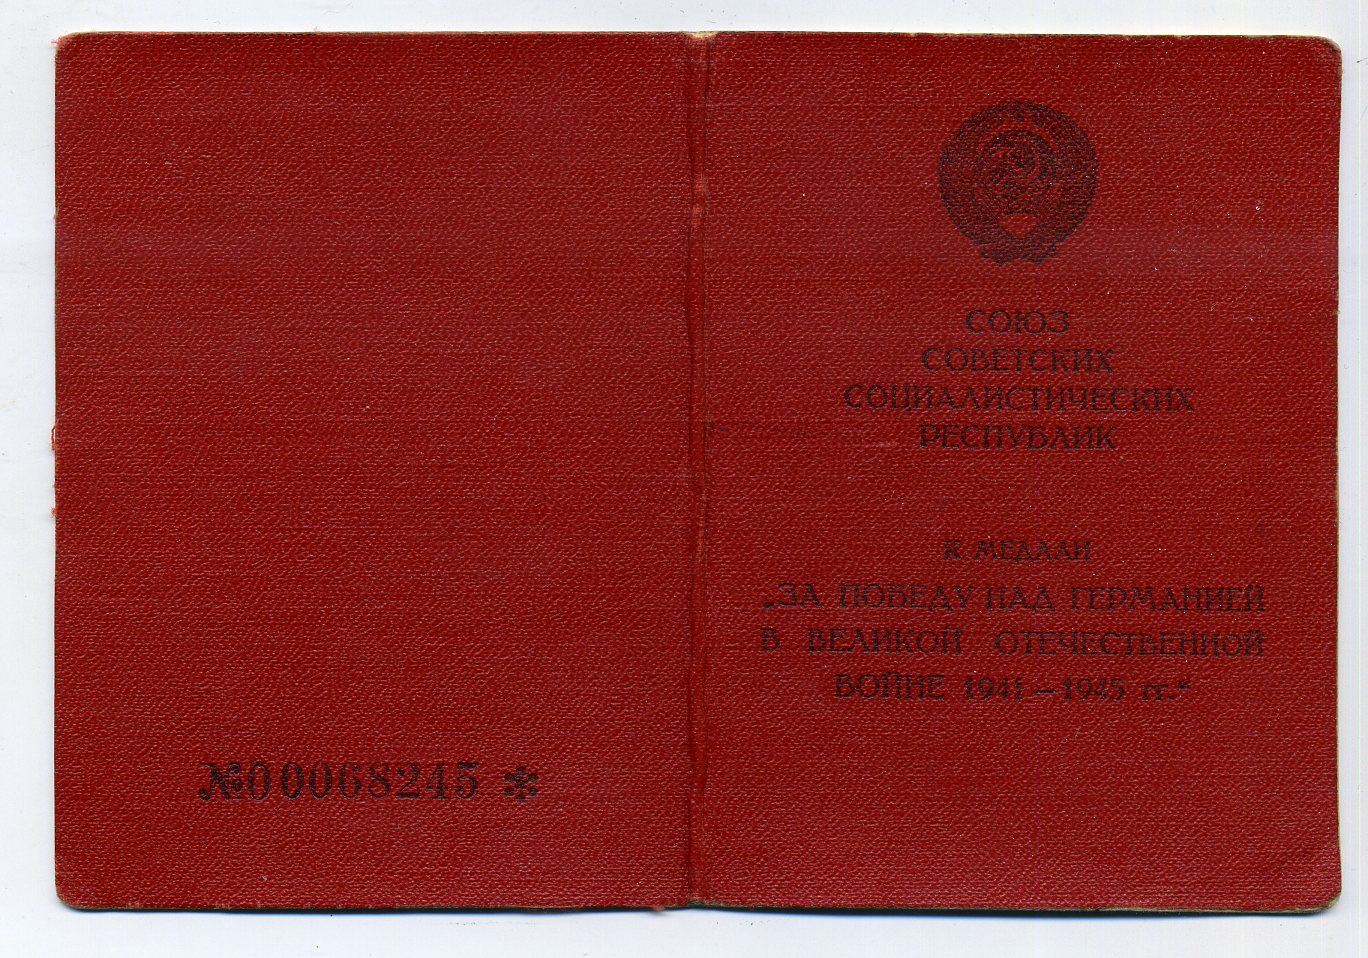 №00068245 *
СОЮЗ
СОВЕТСКИХ
СОЦИАЛИСТИЧЕСКИХ
РЕСПУБЛИК
К МЕДАЛИ
„ЗА ПОБЕДУ НАД ГЕРМАНИЕЙ
В ВЕЛИКОЙ ОТЕЧЕСТВЕННОЙ
ВОЙНЕ 1941—1945 гг.“